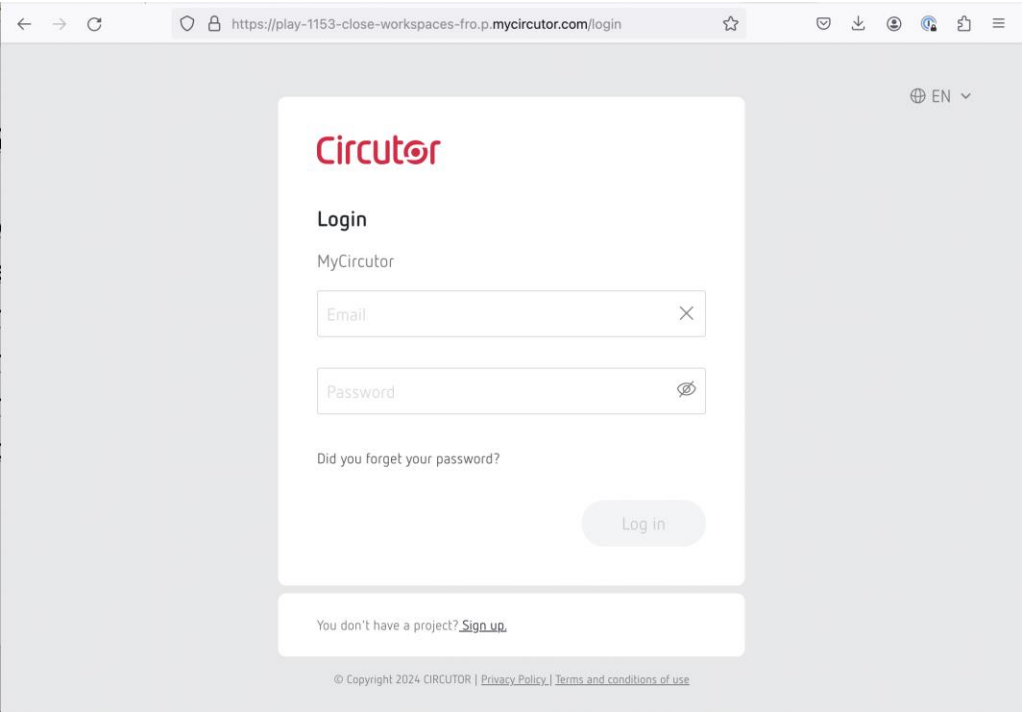 https://play-1153-close-workspaces-fro.p.mycircutor.com/login
EN
Circutor
Login
MyCircutor
Email
Password
Did you forget your password?
Log in
You don't have a project? Sign up.
© Copyright 2024 CIRCUTOR | Privacy Policy | Terms and conditions of use